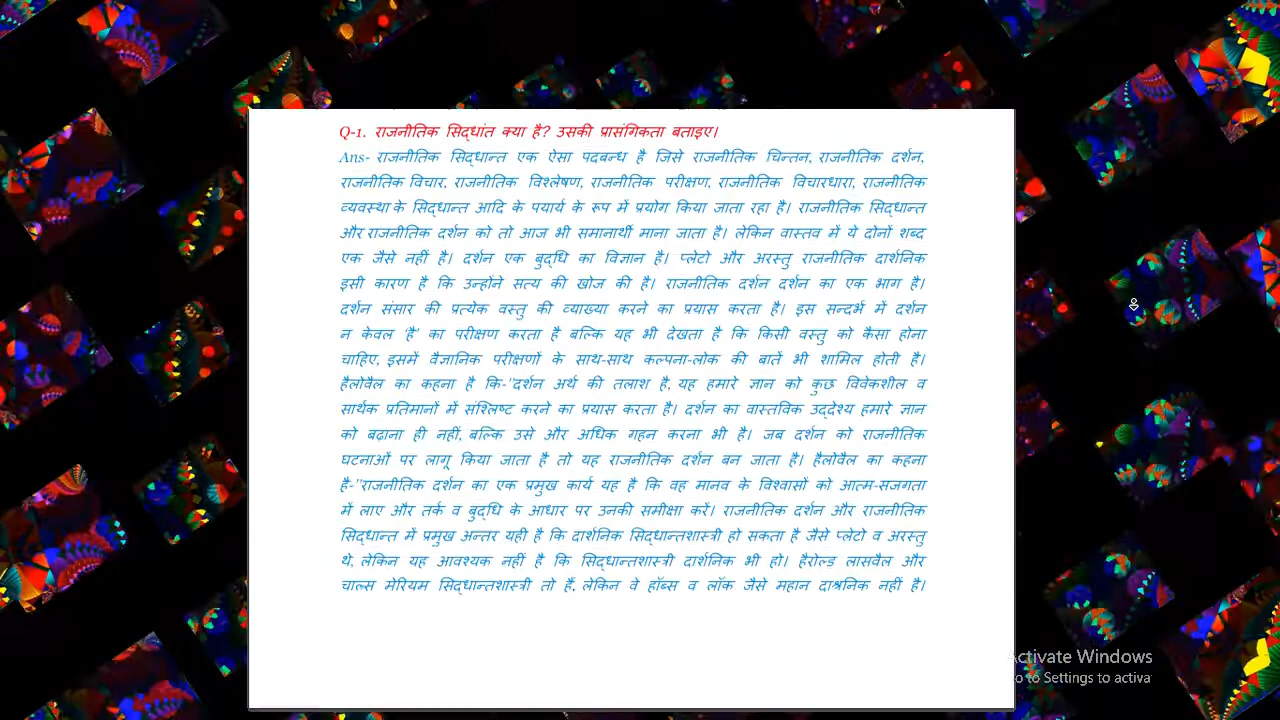 Q-1. राजनीतिक सिद्धांत क्या है? उसकी प्रासंगिकता बताइए।
Ans- राजनीतिक सिद्धान्त एक ऐसा पदबन्ध है जिसे राजनीतिक चिन्तन, राजनीतिक दर्शन,
राजनीतिक विचार, राजनीतिक विश्लेषण, राजनीतिक परीक्षण, राजनीतिक विचारधारा, राजनीतिक
व्यवस्था के सिद्धान्त आदि के पयार्य के रूप में प्रयोग किया जाता रहा है। राजनीतिक सिद्धान्त
और राजनीतिक दर्शन को तो आज भी समानार्थी माना जाता है। लेकिन वास्तव में ये दोनों शब्द
एक जैसे नहीं है। दर्शन एक बुद्धि का विज्ञान है। प्लेटो और अरस्तु राजनीतिक दार्शनिक
इसी कारण है कि उन्होंने सत्य की खोज की है। राजनीतिक दर्शन दर्शन का एक भाग है।
दर्शन संसार की प्रत्येक वस्तु की व्याख्या करने का प्रयास करता है। इस सन्दर्भ में दर्शन
न केवल 'है' का परीक्षण करता है बल्कि यह भी देखता है कि किसी वस्तु को कैसा होना
चाहिए, इसमें वैज्ञानिक परीक्षणों के साथ-साथ कल्पना-लोक की बातें भी शामिल होती है।
हैलोवैल का कहना है कि-"दर्शन अर्थ की तलाश है, यह हमारे ज्ञान को कुछ विवेकशील व
सार्थक प्रतिमानों में संश्लिष्ट करने का प्रयास करता है। दर्शन का वास्तविक उद्देश्य हमारे ज्ञान
को बढ़ाना ही नहीं, बल्कि उसे और अधिक गहन करना भी है। जब दर्शन को राजनीतिक
घटनाओं पर लागू किया जाता है तो यह राजनीतिक दर्शन बन जाता है। हैलोवैल का कहना
है-"राजनीतिक दर्शन का एक प्रमुख कार्य यह है कि वह मानव के विश्वासों को आत्म-सजगता
में लाए और तर्क व बुद्धि के आधार पर उनकी समीक्षा करें। राजनीतिक दर्शन और राजनीतिक
सिद्धान्त में प्रमुख अन्तर यही है कि दार्शनिक सिद्धान्तशास्त्री हो सकता है जैसे प्लेटो व अरस्तु
थे, लेकिन यह आवश्यक नहीं है कि सिद्धान्तशास्त्री दार्शनिक भी हो। हैरोल्ड लासवैल और
चाल्स मेरियम सिद्धान्तशास्त्री तो हैं, लेकिन वे हॉब्स व लॉक जैसे महान दाश्रनिक नहीं है।
Activate Windows
to Settings to activa